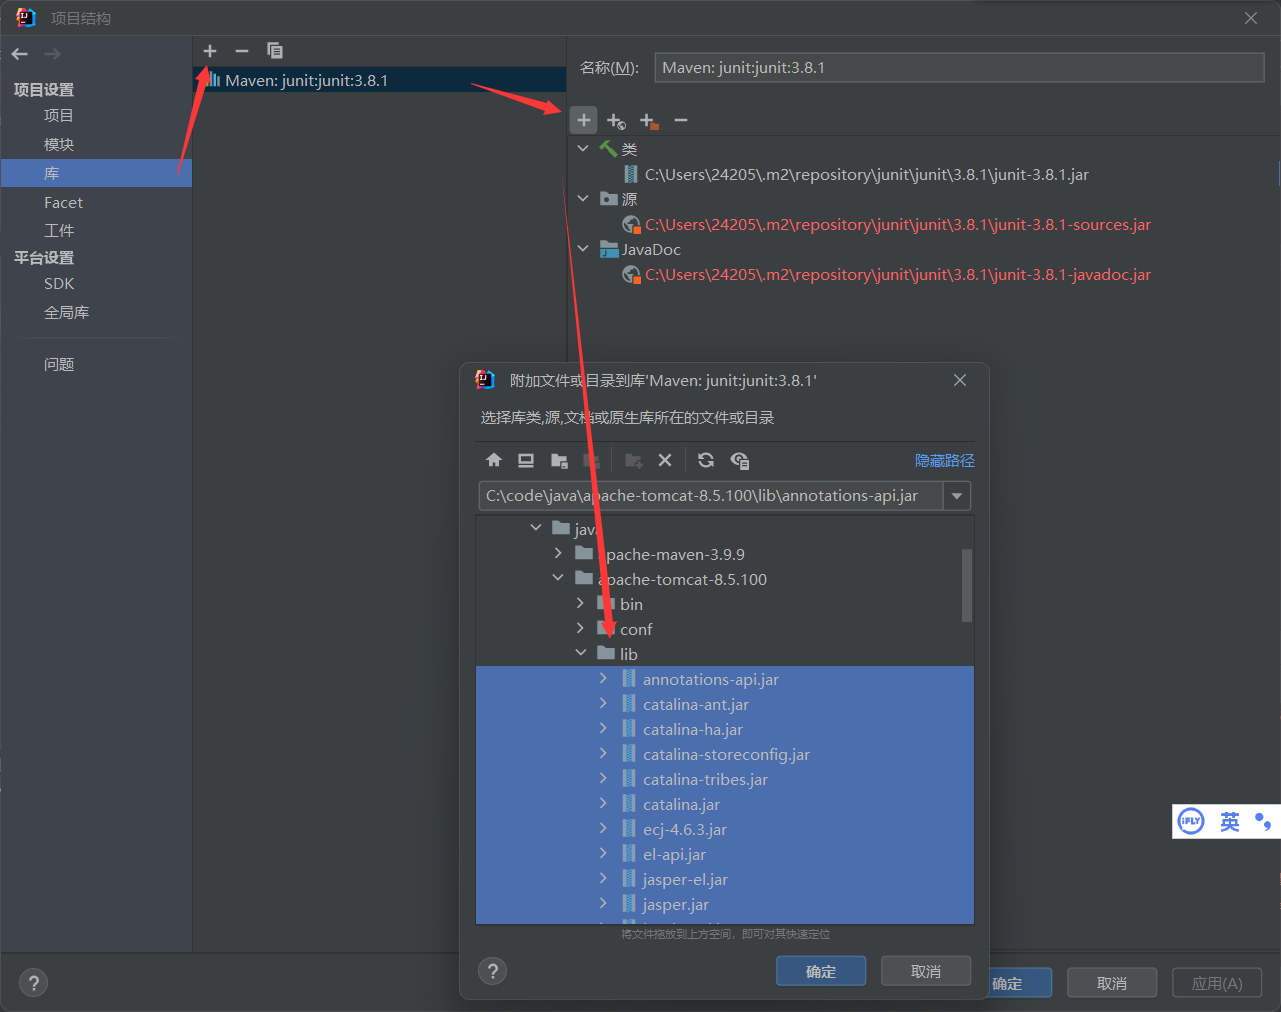 项目结构
项目设置
项目
模块
库
Facet
工件
平台设置
SDK
全局库
问题
Maven: junit:junit:3.8.1
名称(M):
Maven: junit:junit:3.8.1
类
C:\Users\24205\.m2\repository\junit\junit\3.8.1\junit-3.8.1.jar
源
C:\Users\24205\.m2\repository\junit\junit\3.8.1\junit-3.8.1-sources.jar
JavaDoc
C:\Users\24205\.m2\repository\junit\junit\3.8.1\junit-3.8.1-javadoc.jar
附加文件或目录到库'Maven: junit:junit:3.8.1'
选择库类,源,文档或原生库所在的文件或目录
隐藏路径
C:\code\java\apache-tomcat-8.5.100\lib\annotations-api.jar
java
apache-maven-3.9.9
apache-tomcat-8.5.100
bin
conf
lib
annotations-api.jar
catalina-ant.jar
catalina-ha.jar
catalina-storeconfig.jar
catalina-tribes.jar
catalina.jar
ecj-4.6.3.jar
el-api.jar
jasper-el.jar
jasper.jar
将文件拖放到上方空间，即可对其快速定位
?
确定
取消
?
确定
取消
应用(A)
iFLY
英